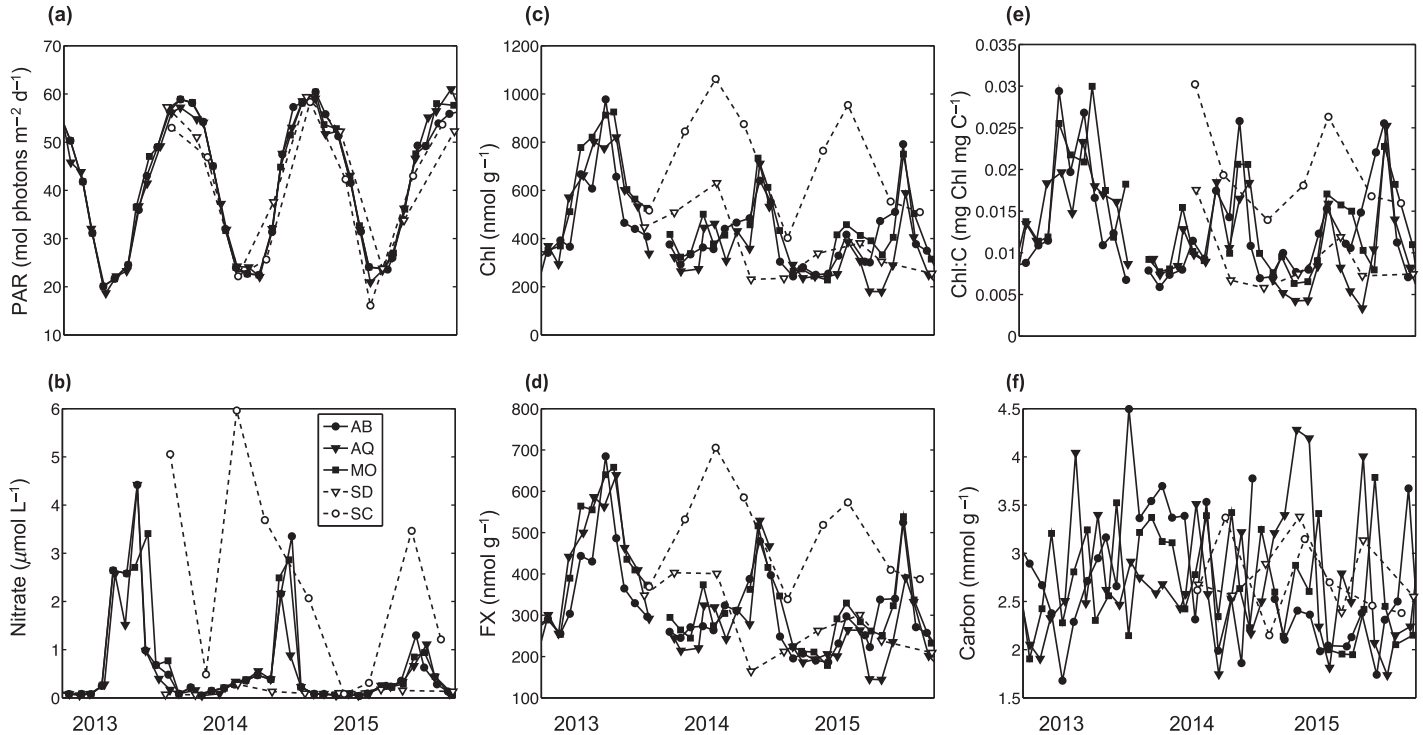 (a)
PAR (mol photons m⁻² d⁻¹)
70
60
50
40
30
20
10
(b)
Nitrate (μmol L⁻¹)
6
5
4
3
2
1
0
AB
AQ
MO
SD
SC
2013 2014 2015
(c)
Chl (nmol g⁻¹)
1200
1000
800
600
400
200
0
(d)
FX (nmol g⁻¹)
800
700
600
500
400
300
200
100
2013 2014 2015
(e)
Chl:C (mg Chl mg C⁻¹)
0.035
0.03
0.025
0.02
0.015
0.01
0.005
0
(f)
Carbon (mmol g⁻¹)
4.5
4
3.5
3
2.5
2
1.5
2013 2014 2015